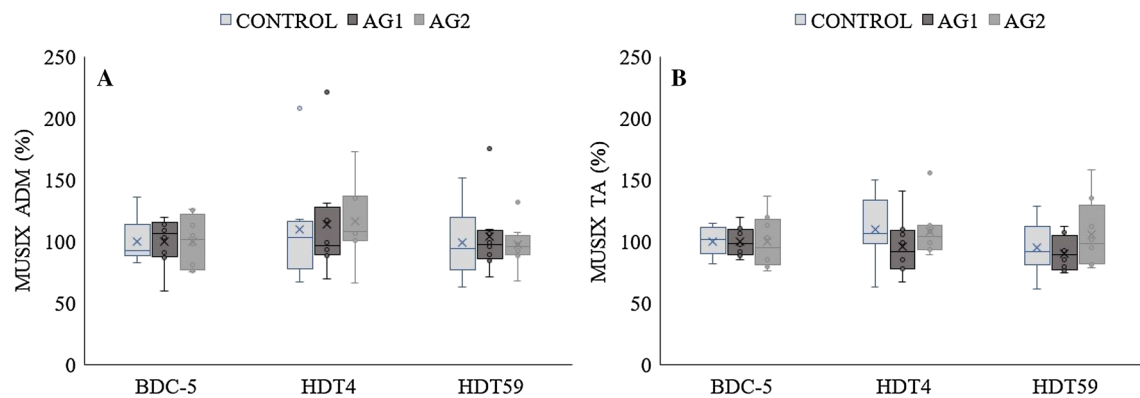 CONTROL AG1 AG2
A
MUSIX ADM (%)
250
200
150
100
50
0
BDC-5 HDT4 HDT59
CONTROL AG1 AG2
B
MUSIX TA (%)
250
200
150
100
50
0
BDC-5 HDT4 HDT59